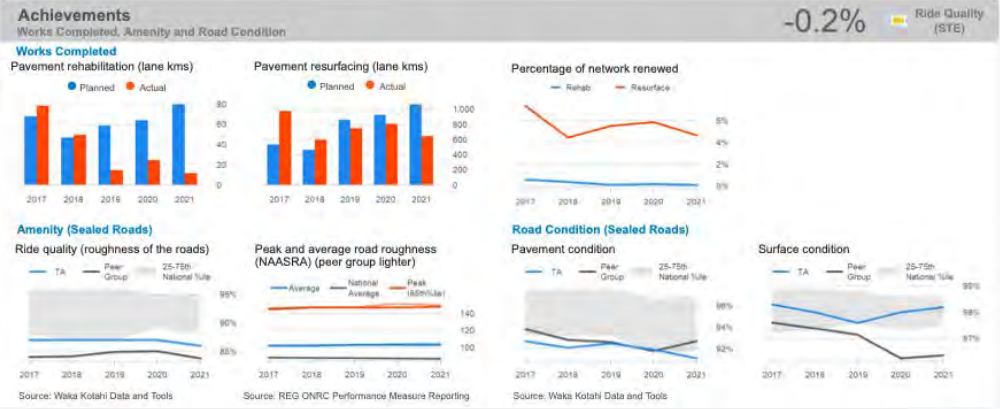 Achievements
Works Completed, Amenity and Road Condition
-0.2%
Ride Quality
(STE)
Works Completed
Pavement rehabilitation (lane kms)
Planned Actual
80
60
40
20
0
2017 2018 2019 2020 2021
Pavement resurfacing (lane kms)
Planned Actual
1,000
800
600
400
200
0
2017 2018 2019 2020 2021
Percentage of network renewed
Rehab Resurface
6%
4%
2%
0%
2017 2018 2019 2020 2021
Amenity (Sealed Roads)
Ride quality (roughness of the roads)
TA Peer Group 25-75th National %ile
95%
90%
85%
2017 2018 2019 2020 2021
Source: Waka Kotahi Data and Tools
Peak and average road roughness
(NAASRA) (peer group lighter)
Average National Average Peak (85th%ile)
140
120
100
2017 2018 2019 2020 2021
Source: REG ONRC Performance Measure Reporting
Road Condition (Sealed Roads)
Pavement condition
TA Peer Group 25-75th National %ile
96%
94%
92%
2017 2018 2019 2020 2021
Source: Waka Kotahi Data and Tools
Surface condition
TA Peer Group 25-75th National %ile
99%
98%
97%
2017 2018 2019 2020 2021